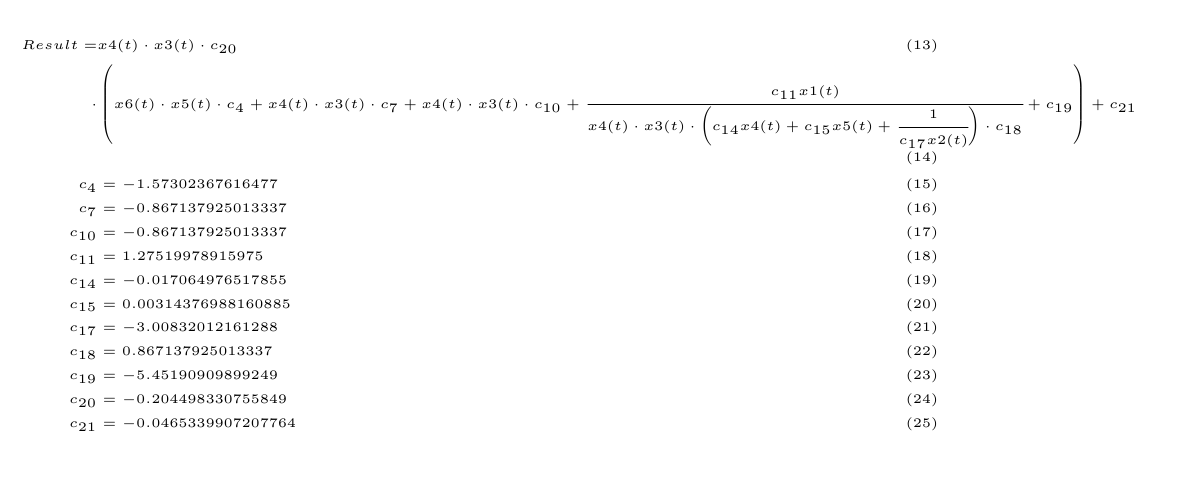 Result =x4(t) · x3(t) · c20 (13)
· ( x6(t) · x5(t) · c4 + x4(t) · x3(t) · c7 + x4(t) · x3(t) · c10 + c11x1(t) / x4(t) · x3(t) · ( c14x4(t) + c15x5(t) + 1 / c17x2(t) ) · c18 + c19 ) + c21
(14)
c4 = −1.57302367616477 (15)
c7 = −0.867137925013337 (16)
c10 = −0.867137925013337 (17)
c11 = 1.27519978915975 (18)
c14 = −0.017064976517855 (19)
c15 = 0.00314376988160885 (20)
c17 = −3.00832012161288 (21)
c18 = 0.867137925013337 (22)
c19 = −5.45190909899249 (23)
c20 = −0.204498330755849 (24)
c21 = −0.0465339907207764 (25)